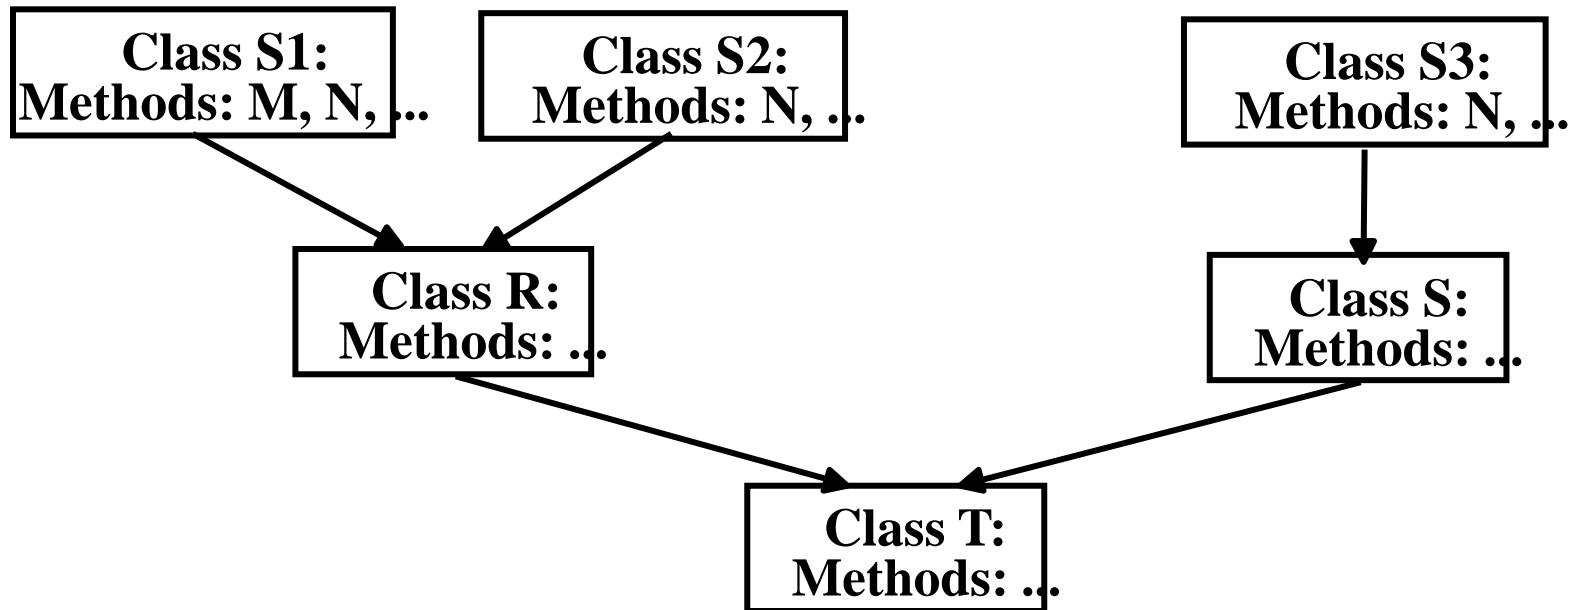 Class S1:
Methods: M, N, ...
Class S2:
Methods: N, ...
Class S3:
Methods: N, ...
Class R:
Methods: ...
Class S:
Methods: ...
Class T:
Methods: ...